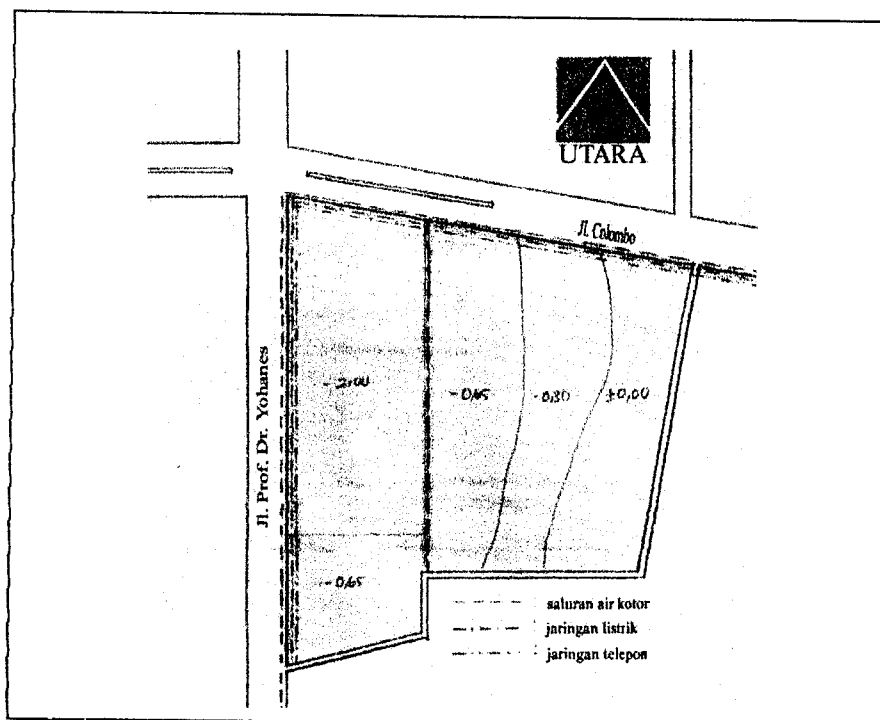 UTARA
Jl. Colombo
Jl. Prof. Dr. Yohanes
-2,00
-0,65
-0,30
±0,00
-0,65
saluran air kotor
jaringan listrik
jaringan telepon